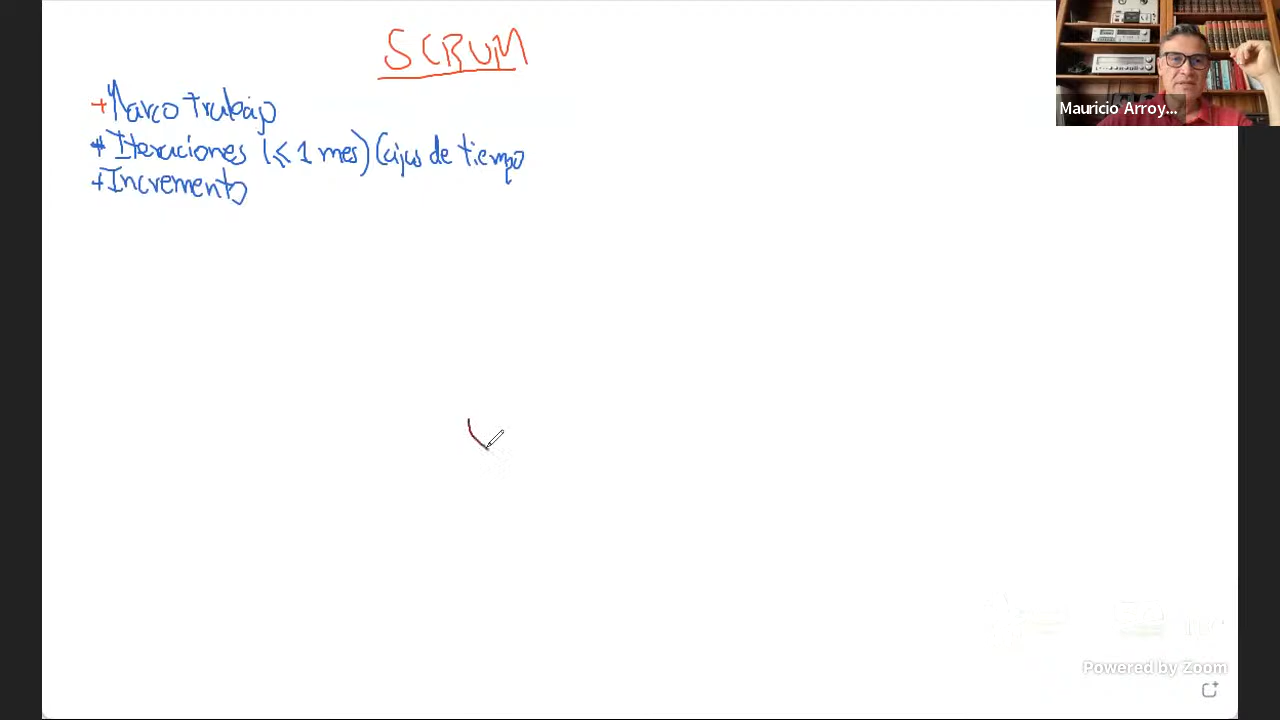 SCRUM
+Marco trabajo
+ Iteraciones (≤ 1 mes) Cajas de tiempo
+Incremento
Mauricio Arroy...
Powered by Zoom